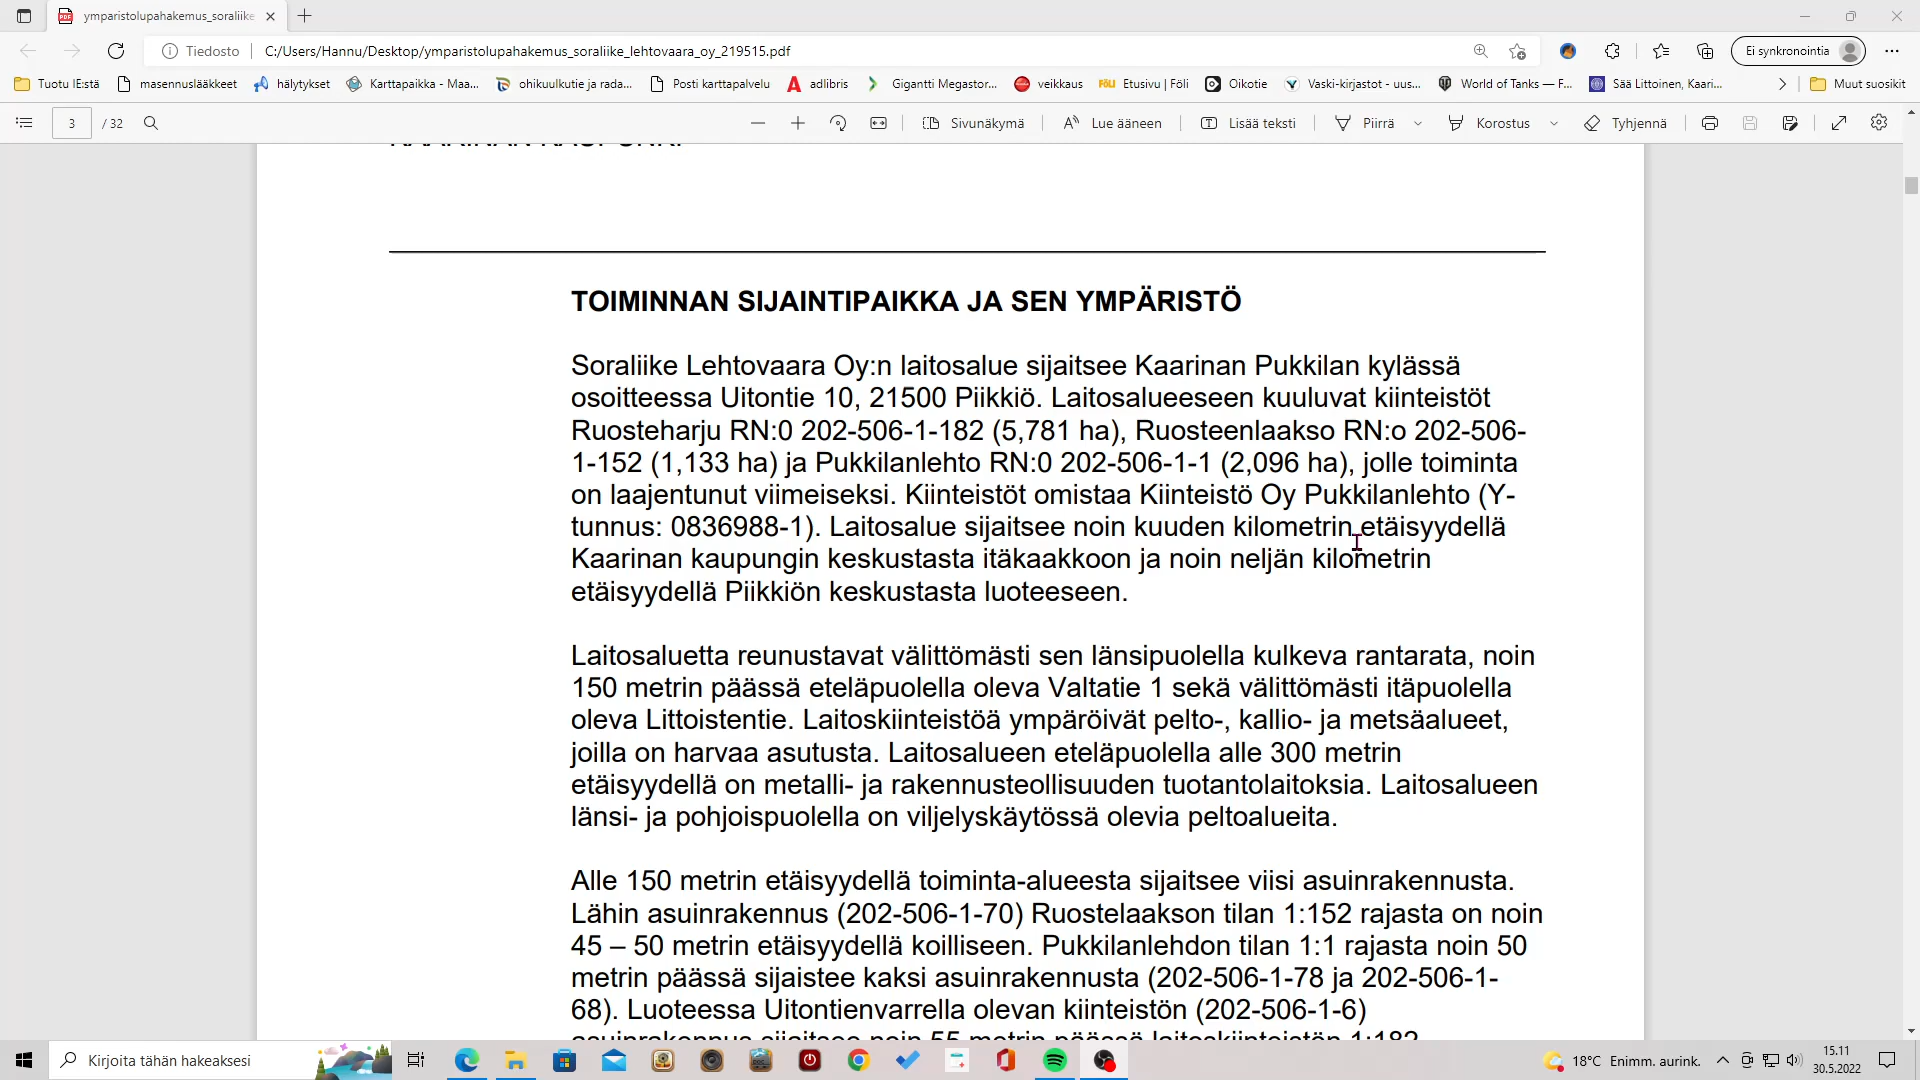 ymparistolupahakemus_soraliike
Tiedosto
C:/Users/Hannu/Desktop/ymparistolupahakemus_soraliike_lehtovaara_oy_219515.pdf
Ei synkronointia
Tuotu IE:stä
masennuslääkkeet
hälytykset
Karttapaikka - Maa...
ohikuulkutie ja rada...
Posti karttapalvelu
adlibris
Gigantti Megastor...
veikkaus
FÖLI Etusivu | Föli
Oikotie
Vaski-kirjastot - uus...
World of Tanks — F...
Sää Littoinen, Kaari...
Muut suosikit
3 / 32
Sivunäkymä
Lue ääneen
Lisää teksti
Piirrä
Korostus
Tyhjennä
TOIMINNAN SIJAINTIPAIKKA JA SEN YMPÄRISTÖ
Soraliike Lehtovaara Oy:n laitosalue sijaitsee Kaarinan Pukkilan kylässä
osoitteessa Uitontie 10, 21500 Piikkiö. Laitosalueeseen kuuluvat kiinteistöt
Ruosteharju RN:0 202-506-1-182 (5,781 ha), Ruosteenlaakso RN:o 202-506-
1-152 (1,133 ha) ja Pukkilanlehto RN:0 202-506-1-1 (2,096 ha), jolle toiminta
on laajentunut viimeiseksi. Kiinteistöt omistaa Kiinteistö Oy Pukkilanlehto (Y-
tunnus: 0836988-1). Laitosalue sijaitsee noin kuuden kilometrin etäisyydellä
Kaarinan kaupungin keskustasta itäkaakkoon ja noin neljän kilometrin
etäisyydellä Piikkiön keskustasta luoteeseen.
Laitosaluetta reunustavat välittömästi sen länsipuolella kulkeva rantarata, noin
150 metrin päässä eteläpuolella oleva Valtatie 1 sekä välittömästi itäpuolella
oleva Littoistentie. Laitoskiinteistöä ympäröivät pelto-, kallio- ja metsäalueet,
joilla on harvaa asutusta. Laitosalueen eteläpuolella alle 300 metrin
etäisyydellä on metalli- ja rakennusteollisuuden tuotantolaitoksia. Laitosalueen
länsi- ja pohjoispuolella on viljelyskäytössä olevia peltoalueita.
Alle 150 metrin etäisyydellä toiminta-alueesta sijaitsee viisi asuinrakennusta.
Lähin asuinrakennus (202-506-1-70) Ruostelaakson tilan 1:152 rajasta on noin
45 – 50 metrin etäisyydellä koilliseen. Pukkilanlehdon tilan 1:1 rajasta noin 50
metrin päässä sijaistee kaksi asuinrakennusta (202-506-1-78 ja 202-506-1-
68). Luoteessa Uitontienvarrella olevan kiinteistön (202-506-1-6)
asuinrakennus sijaitsee noin 55 metrin päässä laitoskiinteistön 1:182
Kirjoita tähän hakeaksesi
18°C Enimm. aurink.
15.11
30.5.2022